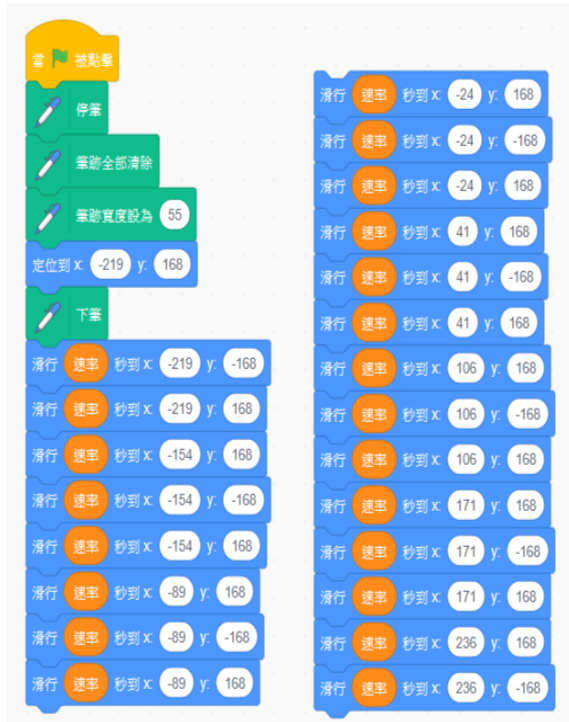 當 被點擊
停筆
筆跡全部清除
筆跡寬度設為 55
定位到 x: -219 y: 168
下筆
滑行 速率 秒到 x: -219 y: -168
滑行 速率 秒到 x: -219 y: 168
滑行 速率 秒到 x: -154 y: 168
滑行 速率 秒到 x: -154 y: -168
滑行 速率 秒到 x: -154 y: 168
滑行 速率 秒到 x: -89 y: 168
滑行 速率 秒到 x: -89 y: -168
滑行 速率 秒到 x: -89 y: 168
滑行 速率 秒到 x: -24 y: 168
滑行 速率 秒到 x: -24 y: -168
滑行 速率 秒到 x: -24 y: 168
滑行 速率 秒到 x: 41 y: 168
滑行 速率 秒到 x: 41 y: -168
滑行 速率 秒到 x: 41 y: 168
滑行 速率 秒到 x: 106 y: 168
滑行 速率 秒到 x: 106 y: -168
滑行 速率 秒到 x: 106 y: 168
滑行 速率 秒到 x: 171 y: 168
滑行 速率 秒到 x: 171 y: -168
滑行 速率 秒到 x: 171 y: 168
滑行 速率 秒到 x: 236 y: 168
滑行 速率 秒到 x: 236 y: -168